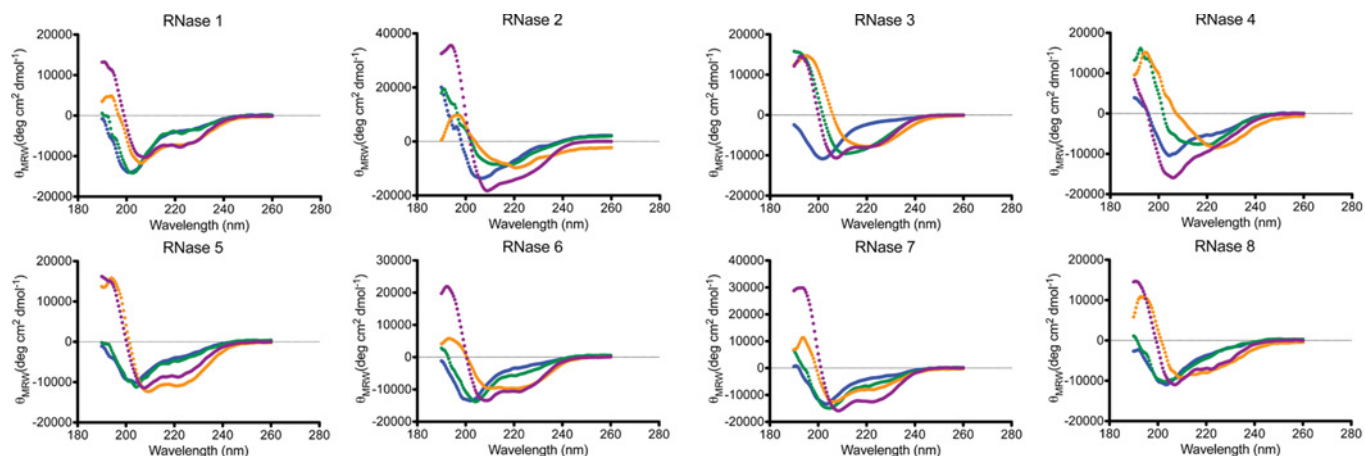 RNase 1
RNase 2
RNase 3
RNase 4
20000
10000
0
-10000
-20000
θMRW(deg cm² dmol⁻¹)
180 200 220 240 260 280
Wavelength (nm)
40000
20000
0
-20000
θMRW(deg cm² dmol⁻¹)
180 200 220 240 260 280
Wavelength (nm)
20000
10000
0
-10000
-20000
θMRW(deg cm² dmol⁻¹)
180 200 220 240 260 280
Wavelength (nm)
20000
10000
0
-10000
-20000
θMRW(deg cm² dmol⁻¹)
180 200 220 240 260 280
Wavelength (nm)
RNase 5
RNase 6
RNase 7
RNase 8
20000
10000
0
-10000
-20000
θMRW(deg cm² dmol⁻¹)
180 200 220 240 260 280
Wavelength (nm)
30000
20000
10000
0
-10000
-20000
θMRW(deg cm² dmol⁻¹)
180 200 220 240 260 280
Wavelength (nm)
40000
30000
20000
10000
0
-10000
-20000
θMRW(deg cm² dmol⁻¹)
180 200 220 240 260 280
Wavelength (nm)
20000
10000
0
-10000
-20000
θMRW(deg cm² dmol⁻¹)
180 200 220 240 260 280
Wavelength (nm)